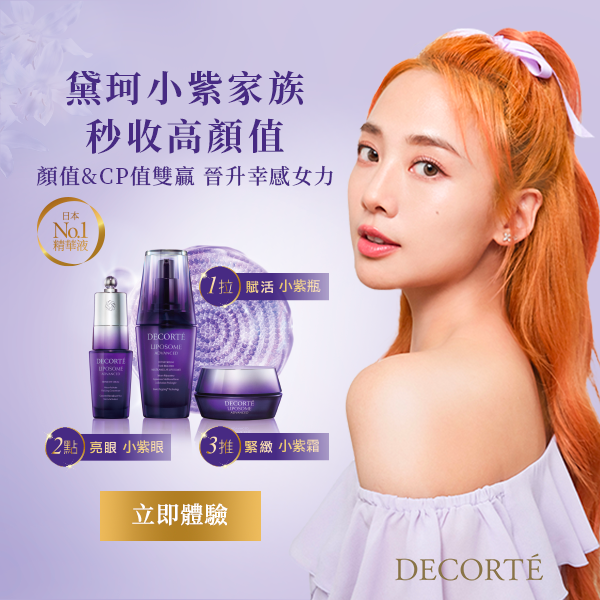 黛珂小紫家族
秒收高顏值
顏值&CP值雙贏 晉升幸感女力
日本
No.1
精華液
1拉 賦活 小紫瓶
DECORTÉ
LIPOSOME
ADVANCED
DECORTÉ
LIPOSOME
ADVANCED
DECORTÉ
LIPOSOME
ADVANCED
2點 亮眼 小紫眼
3推 緊緻 小紫霜
立即體驗
DECORTÉ